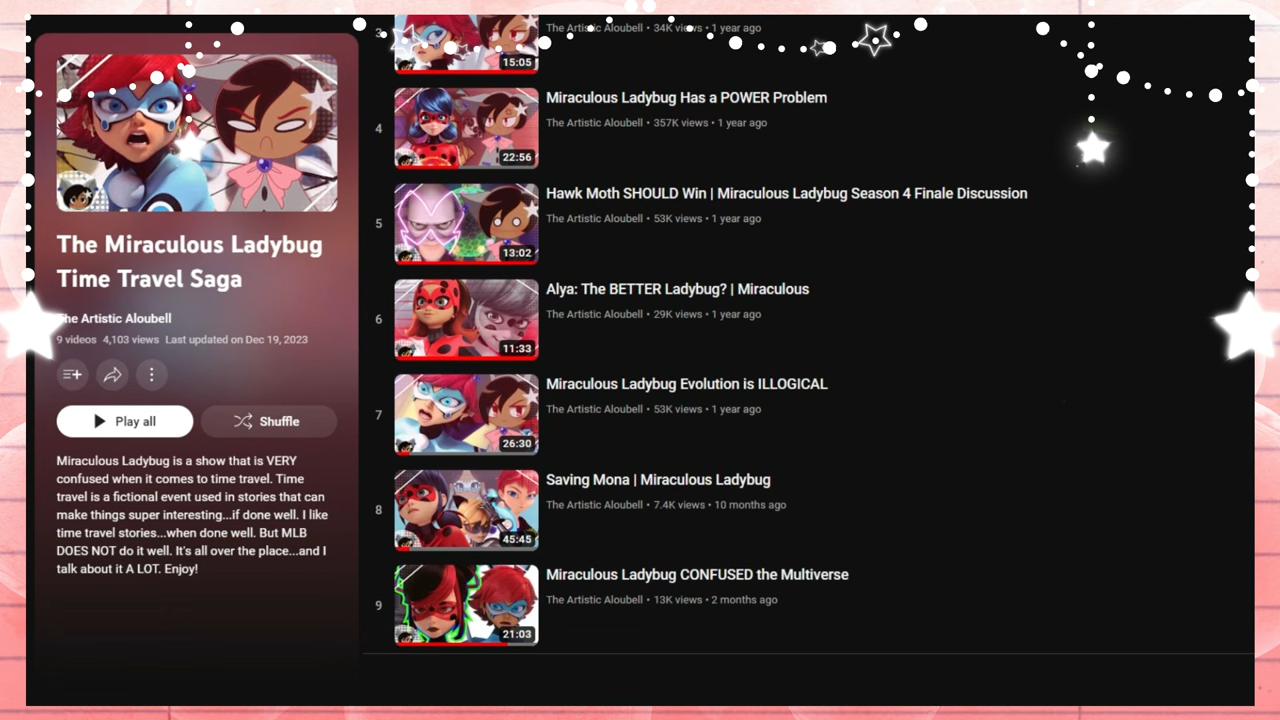 The Miraculous Ladybug
Time Travel Saga
The Artistic Aloubell
9 videos 4,103 views Last updated on Dec 19, 2023
Play all
Shuffle
Miraculous Ladybug is a show that is VERY
confused when it comes to time travel. Time
travel is a fictional event used in stories that can
make things super interesting...if done well. I like
time travel stories...when done well. But MLB
DOES NOT do it well. It's all over the place...and I
talk about it A LOT. Enjoy!
3
The Artistic Aloubell • 34K views • 1 year ago
15:05
4
Miraculous Ladybug Has a POWER Problem
The Artistic Aloubell • 357K views • 1 year ago
22:56
5
Hawk Moth SHOULD Win | Miraculous Ladybug Season 4 Finale Discussion
The Artistic Aloubell • 53K views • 1 year ago
13:02
6
Alya: The BETTER Ladybug? | Miraculous
The Artistic Aloubell • 29K views • 1 year ago
11:33
7
Miraculous Ladybug Evolution is ILLOGICAL
The Artistic Aloubell • 53K views • 1 year ago
26:30
8
Saving Mona | Miraculous Ladybug
The Artistic Aloubell • 7.4K views • 10 months ago
45:45
9
Miraculous Ladybug CONFUSED the Multiverse
The Artistic Aloubell • 13K views • 2 months ago
21:03